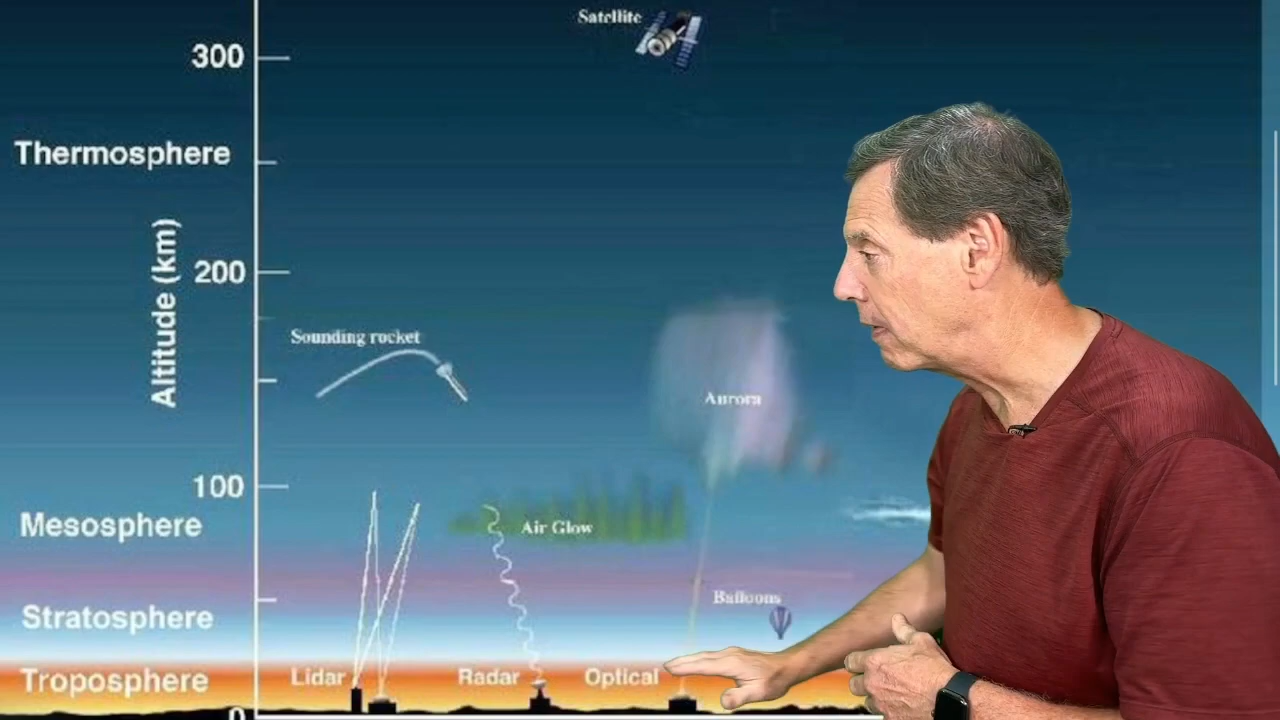 Satellite
300
Thermosphere
Altitude (km)
200
Sounding rocket
Aurora
100
Mesosphere
Air Glow
Balloons
Stratosphere
Troposphere
Lidar
Radar
Optical
0